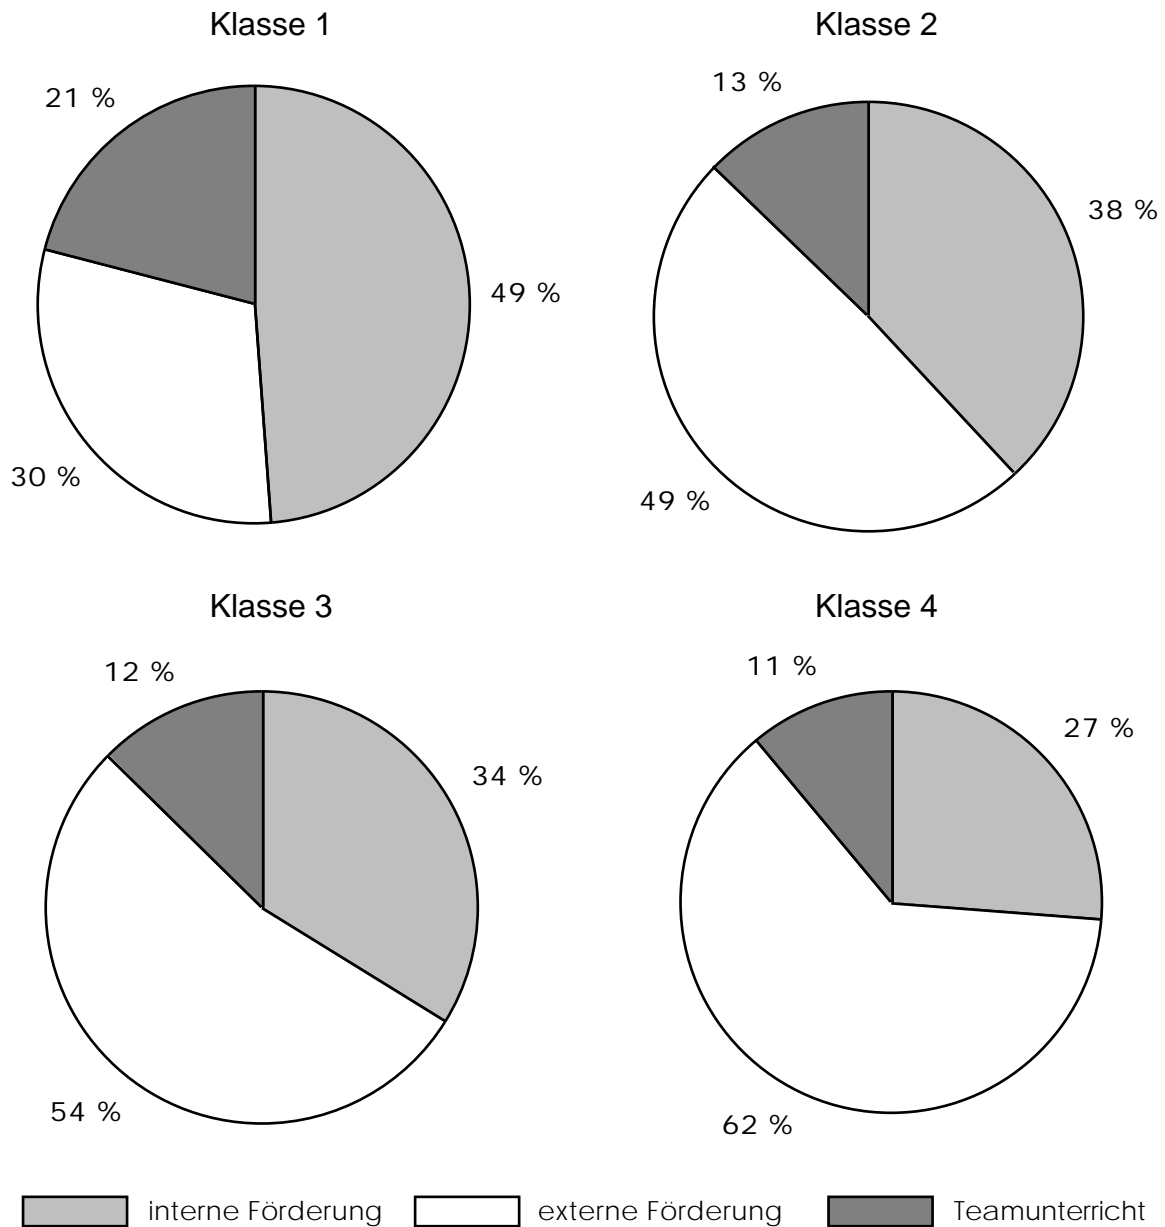 Klasse 1
Klasse 2
21 %
13 %
38 %
49 %
30 %
49 %
Klasse 3
Klasse 4
12 %
11 %
27 %
34 %
54 %
62 %
interne Förderung externe Förderung Teamunterricht